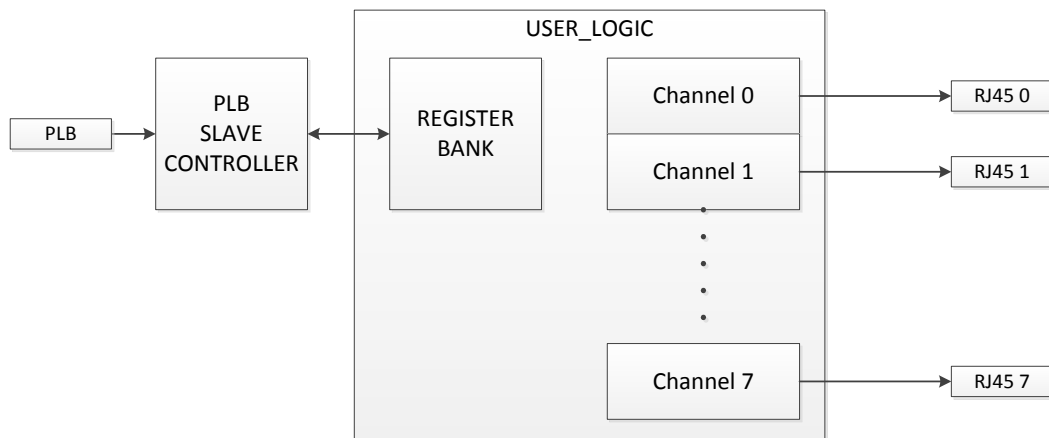 USER_LOGIC
PLB
PLB
SLAVE
CONTROLLER
REGISTER
BANK
Channel 0
RJ45 0
Channel 1
RJ45 1
Channel 7
RJ45 7